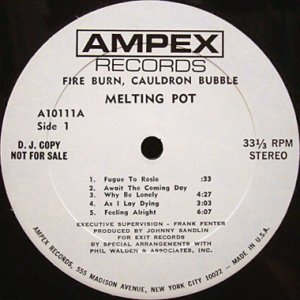 AMPEX
RECORDS
FIRE BURN, CAULDRON BUBBLE
MELTING POT
A10111A
Side 1
D. J. COPY
NOT FOR SALE
33⅓ RPM
STEREO
1. Fugue To Rosie :33
2. Await The Coming Day
3. Why Be Lonely 4:27
4. As I Lay Dying 3:03
5. Feeling Alright 6:07
EXECUTIVE SUPERVISION - FRANK FENTER
PRODUCED BY JOHNNY SANDLIN
FOR EXIT RECORDS
BY SPECIAL ARRANGEMENTS WITH
PHIL WALDEN & ASSOCIATES, INC.
AMPEX RECORDS, 555 MADISON AVENUE, NEW YORK, NEW YORK 10022 - MADE IN U.S.A.